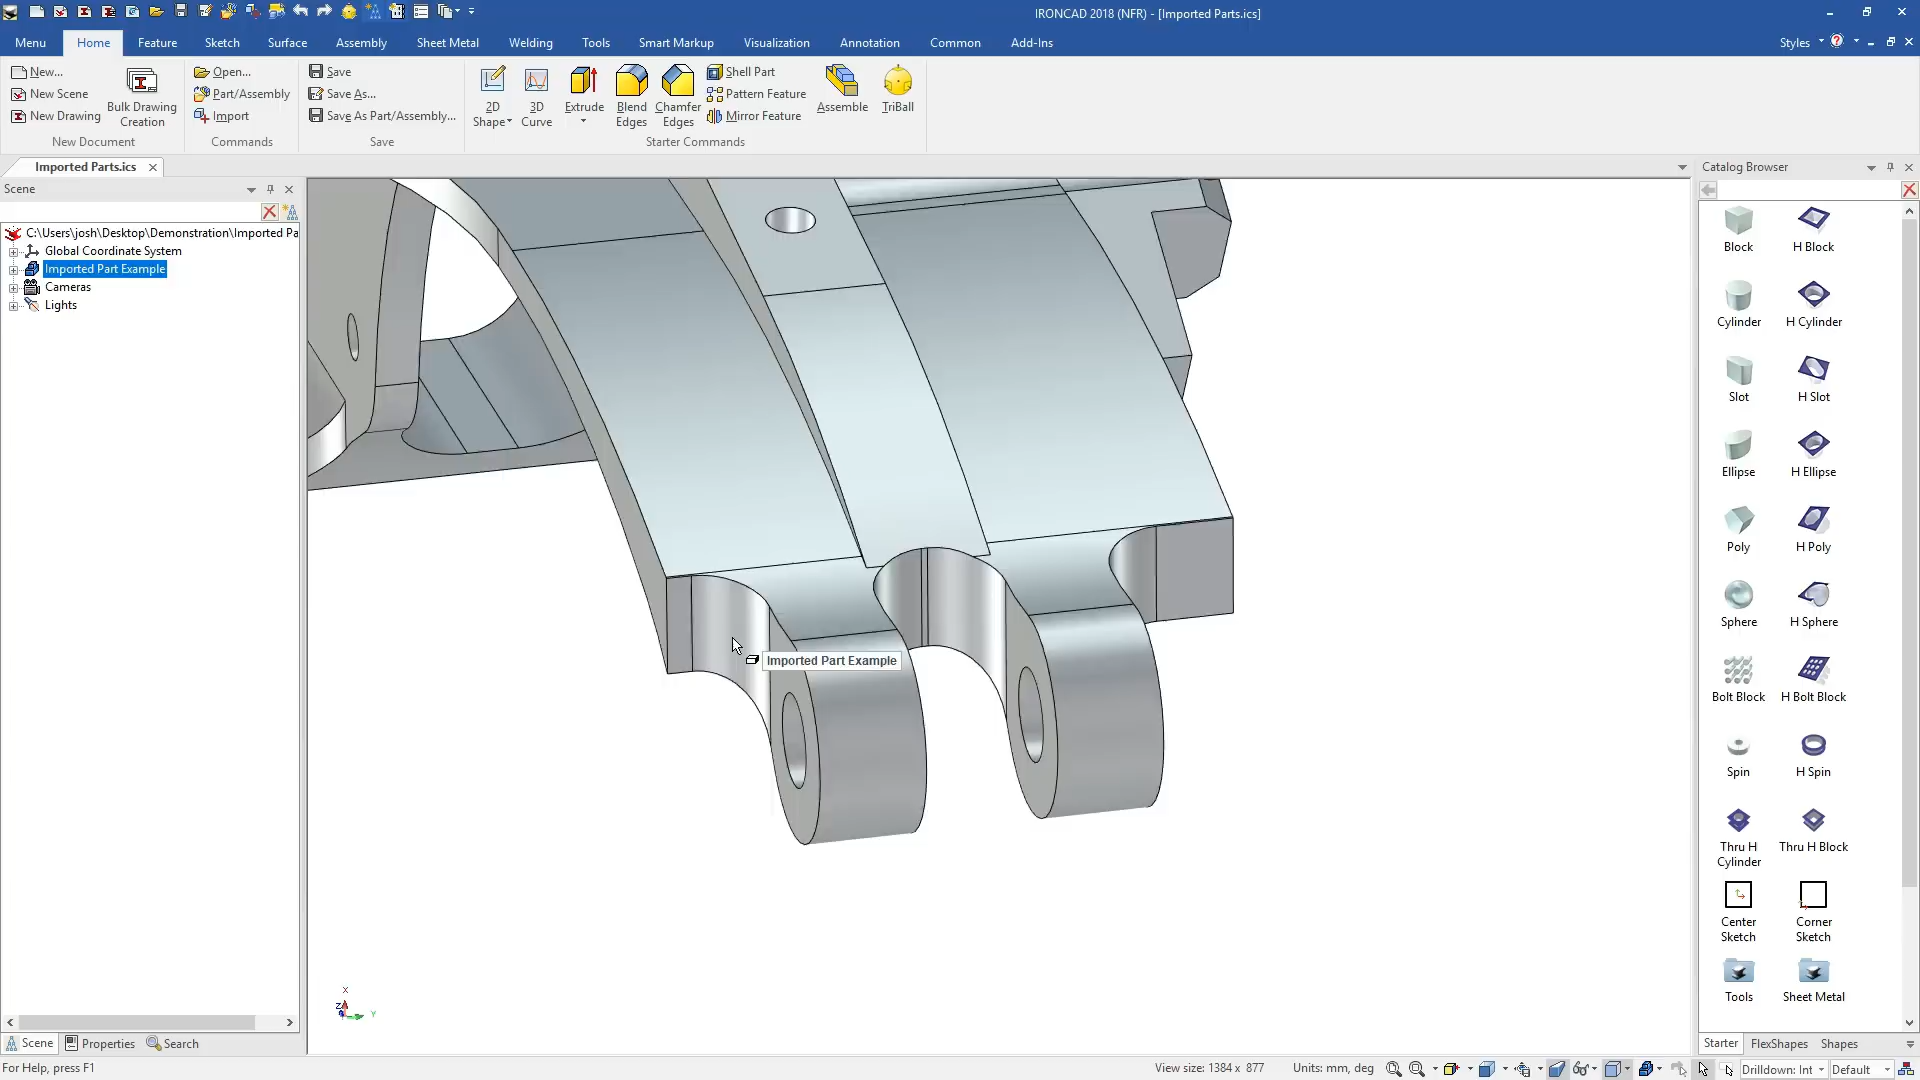 IRONCAD 2018 (NFR) - [Imported Parts.ics]
Menu Home Feature Sketch Surface Assembly Sheet Metal Welding Tools Smart Markup Visualization Annotation Common Add-Ins Styles
New... Open... Save
New Scene Part/Assembly Save As...
New Drawing Import Save As Part/Assembly...
Bulk Drawing
Creation
2D
Shape
3D
Curve
Extrude
Blend
Edges
Chamfer
Edges
Shell Part
Pattern Feature
Mirror Feature
Assemble
TriBall
New Document Commands Save Starter Commands
Imported Parts.ics
Scene
C:\Users\josh\Desktop\Demonstration\Imported Pa
Global Coordinate System
Imported Part Example
Cameras
Lights
Imported Part Example
X
Z
Y
Catalog Browser
Block H Block
Cylinder H Cylinder
Slot H Slot
Ellipse H Ellipse
Poly H Poly
Sphere H Sphere
Bolt Block H Bolt Block
Spin H Spin
Thru H
Cylinder
Thru H Block
Center
Sketch
Corner
Sketch
Tools Sheet Metal
Scene Properties Search
Starter FlexShapes Shapes
For Help, press F1
View size: 1384 x 877 Units: mm, deg
Drilldown: Int Default